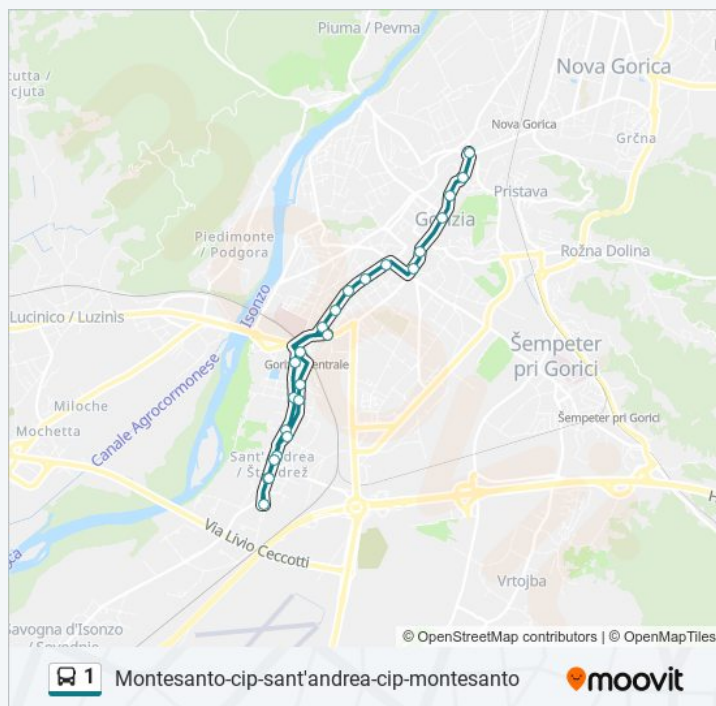 Piuma / Pevma
cutta /
cjuta
Nova Gorica
Nova Gorica
Grčna
Pristava
Gorizia
Piedimonte
/ Podgora
Rožna Dolina
Isonzo
Lucinico / Luzinis
Šempeter
pri Gorici
Gorizia Centrale
Canale Agrocormonese
Miloche
Mochetta
Šempeter pri Gorici
Sant'Andrea
/ Štandrež
H
Via Livio Ceccotti
Vrtojba
Savogna d'Isonzo
/ Sovodnje
© OpenStreetMap contributors | © OpenMapTiles
1 Montesanto-cip-sant'andrea-cip-montesanto
moovit